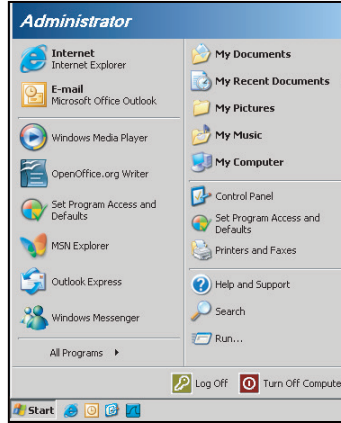 Administrator
Internet
Internet Explorer
E-mail
Microsoft Office Outlook
Windows Media Player
OpenOffice.org Writer
Set Program Access and
Defaults
MSN Explorer
Outlook Express
Windows Messenger
All Programs
My Documents
My Recent Documents
My Pictures
My Music
My Computer
Control Panel
Set Program Access and
Defaults
Printers and Faxes
Help and Support
Search
Run...
Log Off
Turn Off Compute
Start